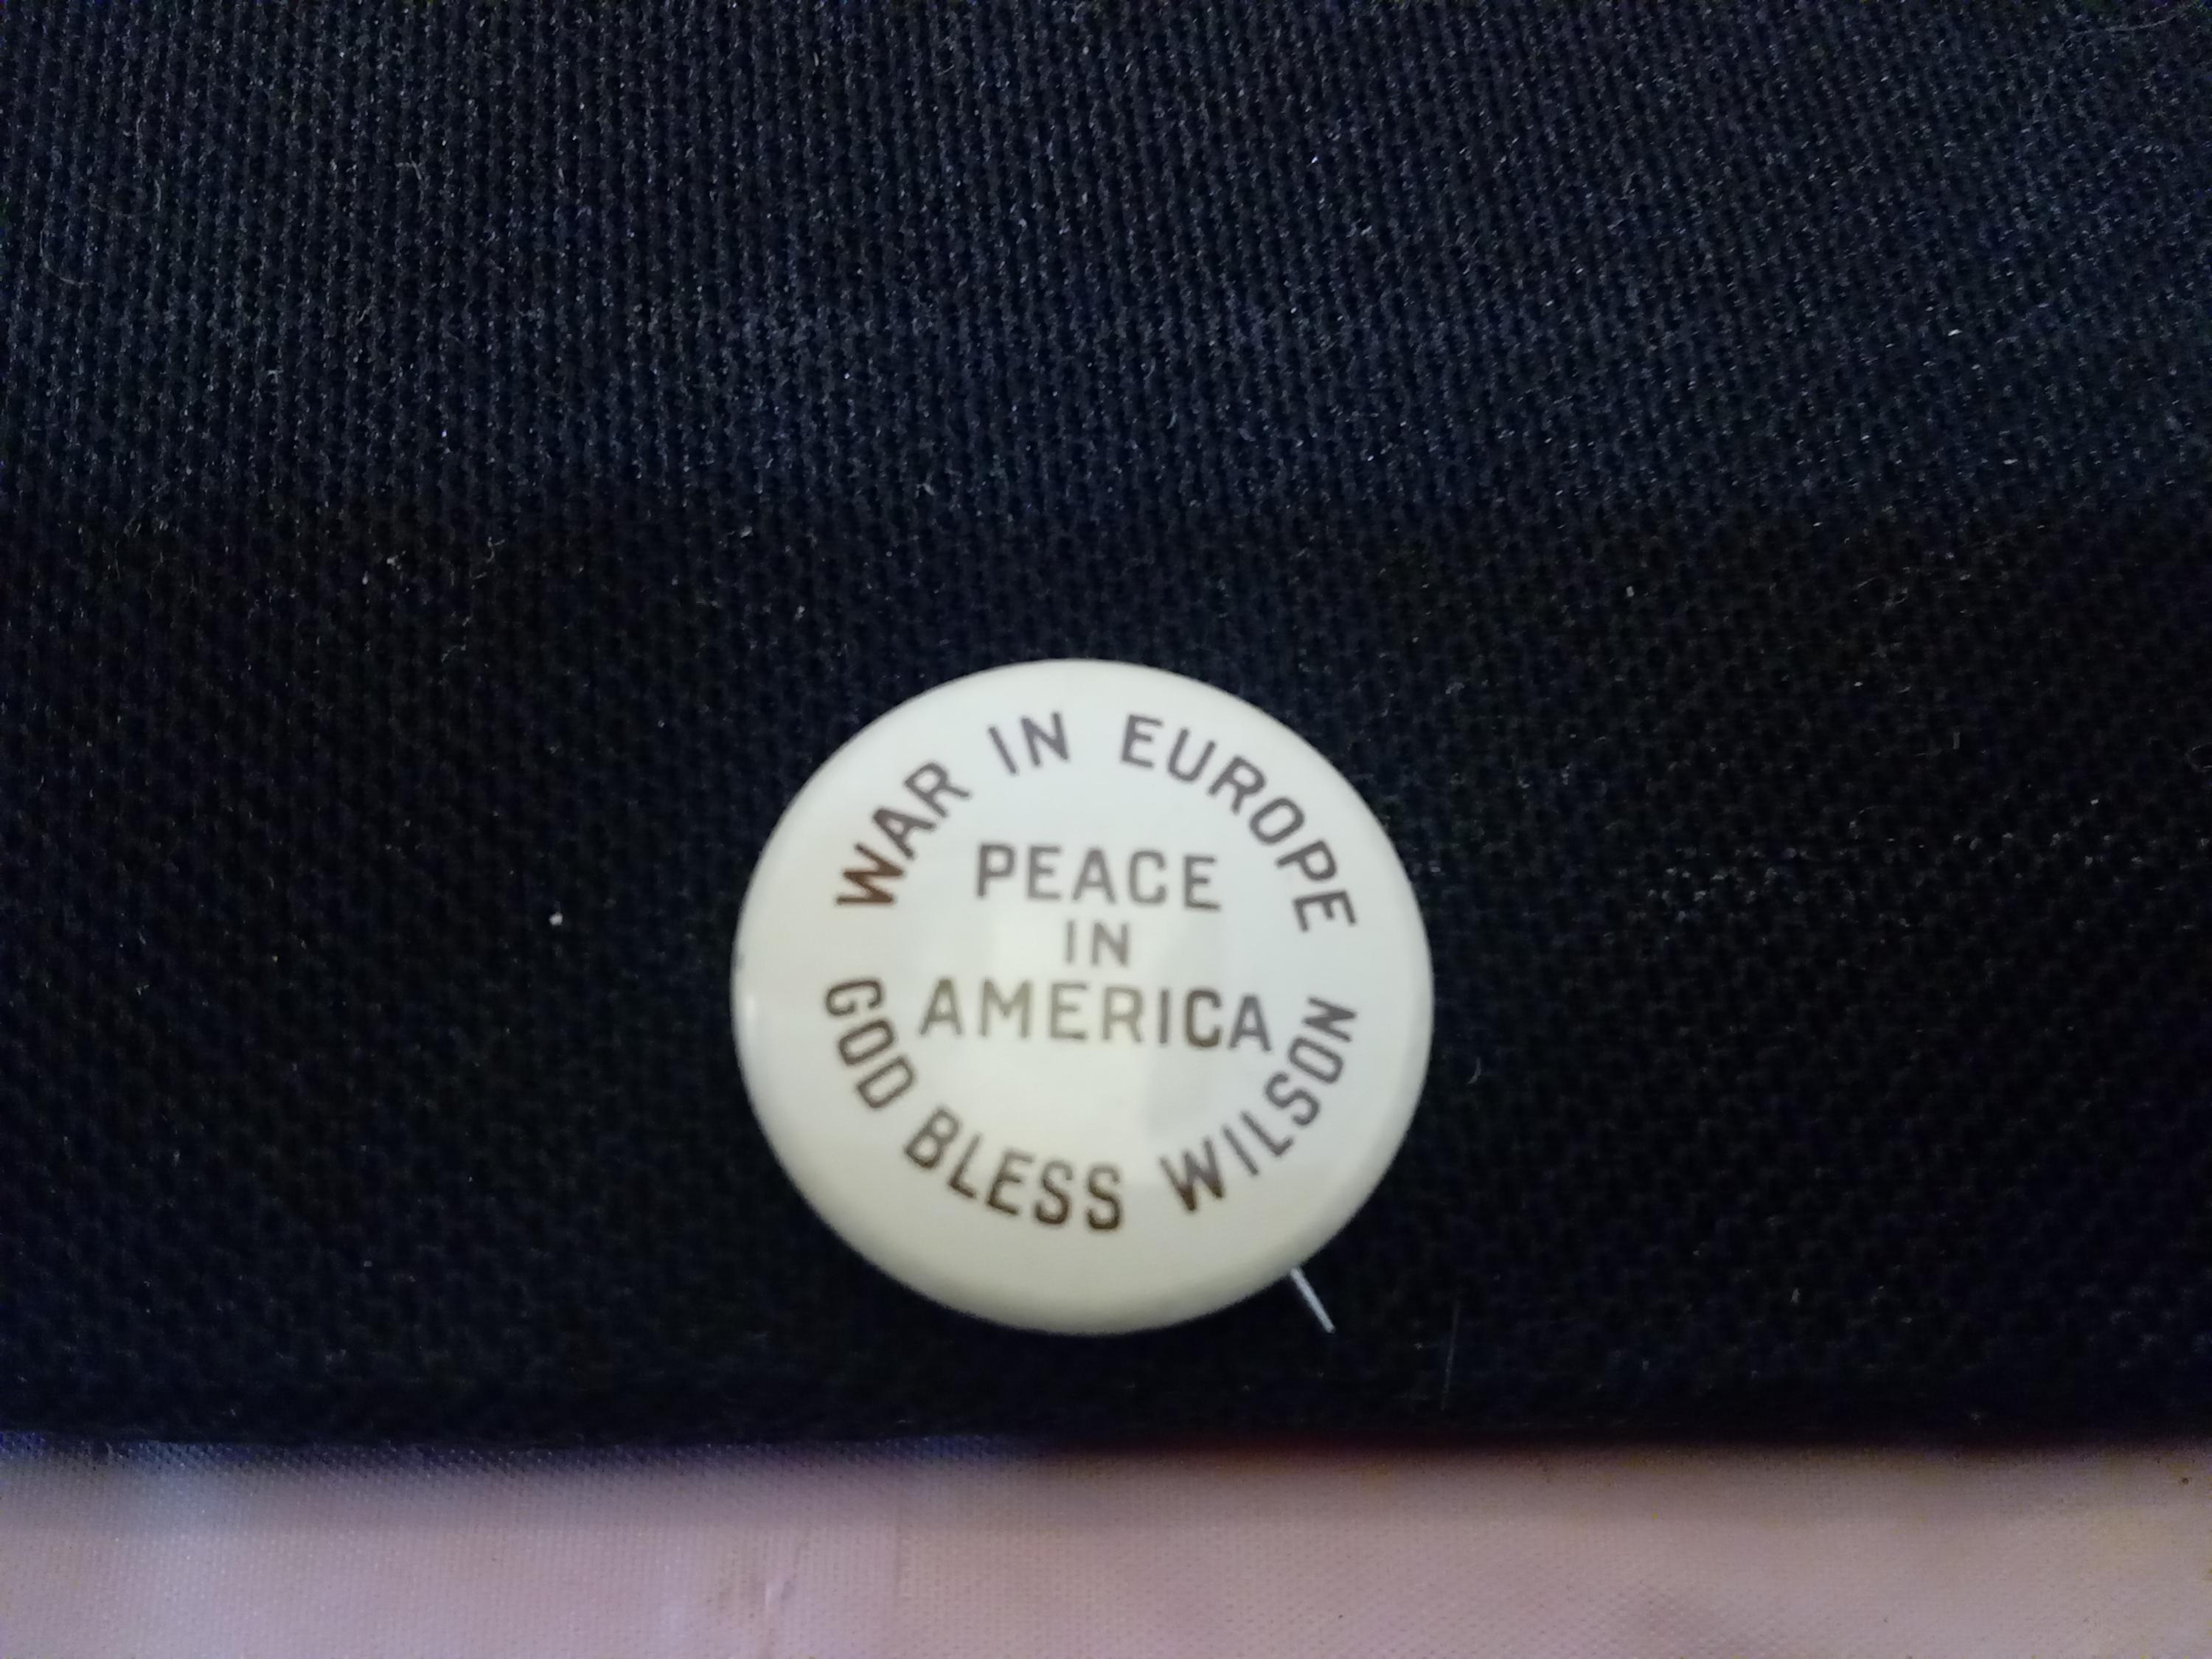 WAR IN EUROPE
PEACE
IN
AMERICA
GOD BLESS WILSON